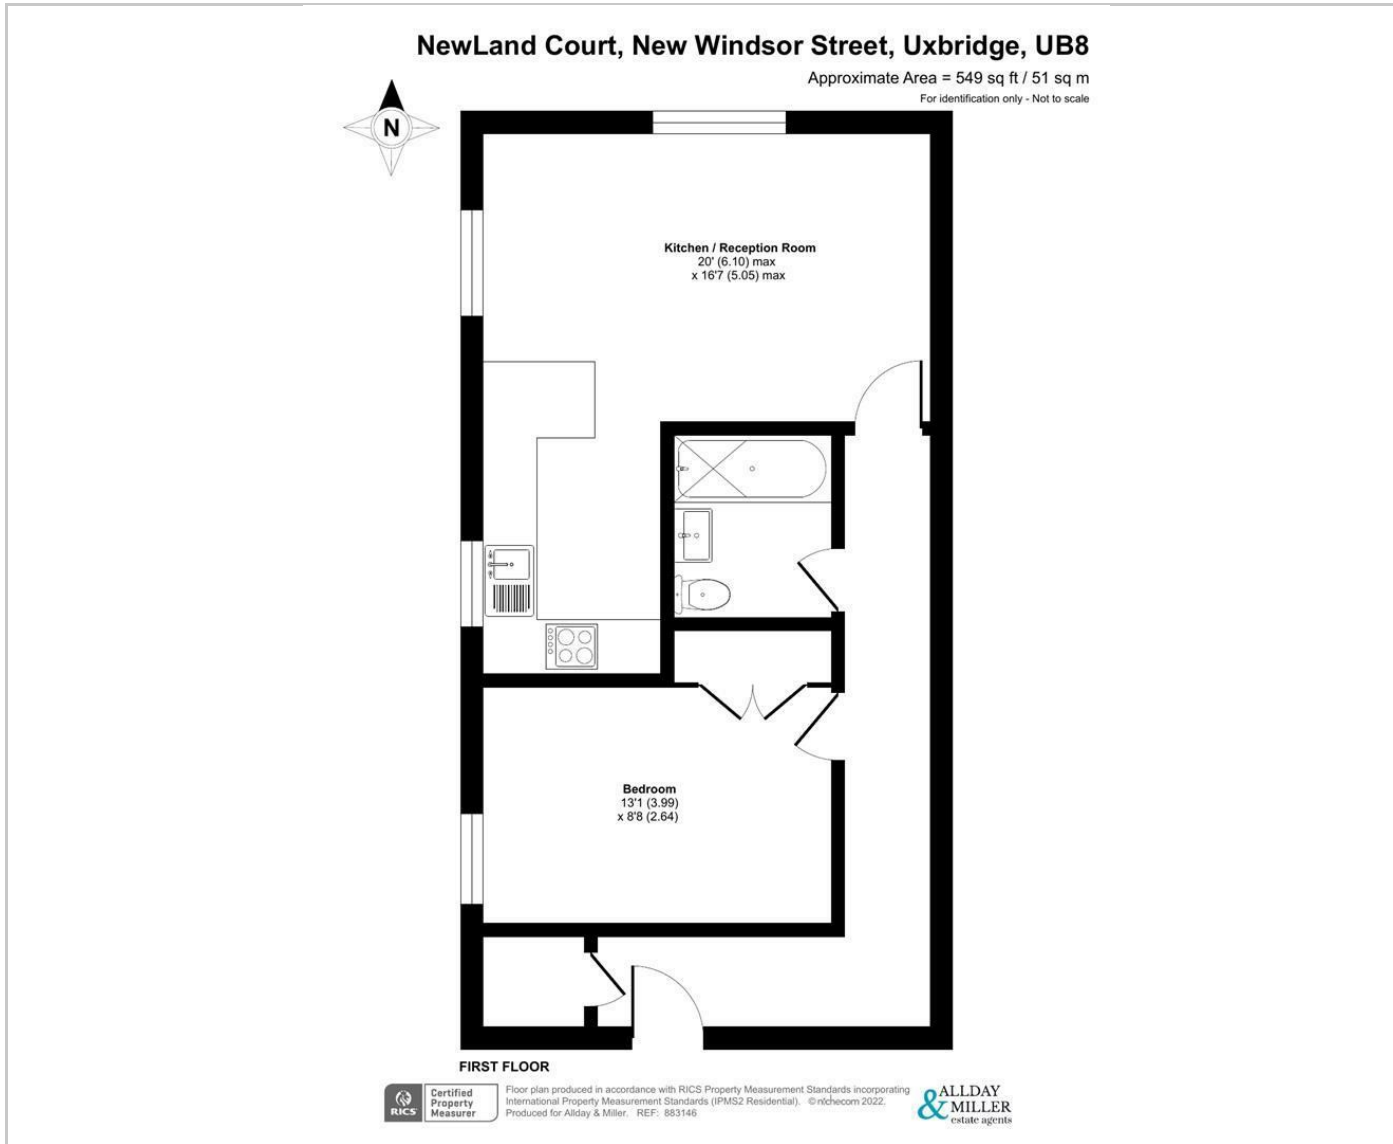 NewLand Court, New Windsor Street, Uxbridge, UB8
Approximate Area = 549 sq ft / 51 sq m
For identification only - Not to scale
N
Kitchen / Reception Room
20' (6.10) max
x 16'7 (5.05) max
Bedroom
13'1 (3.99)
x 8'8 (2.64)
FIRST FLOOR
RICS
Certified
Property
Measurer
Floor plan produced in accordance with RICS Property Measurement Standards incorporating
International Property Measurement Standards (IPMS2 Residential). ©nichecom 2022.
Produced for Allday & Miller. REF: 883146
ALLDAY
& MILLER
estate agents